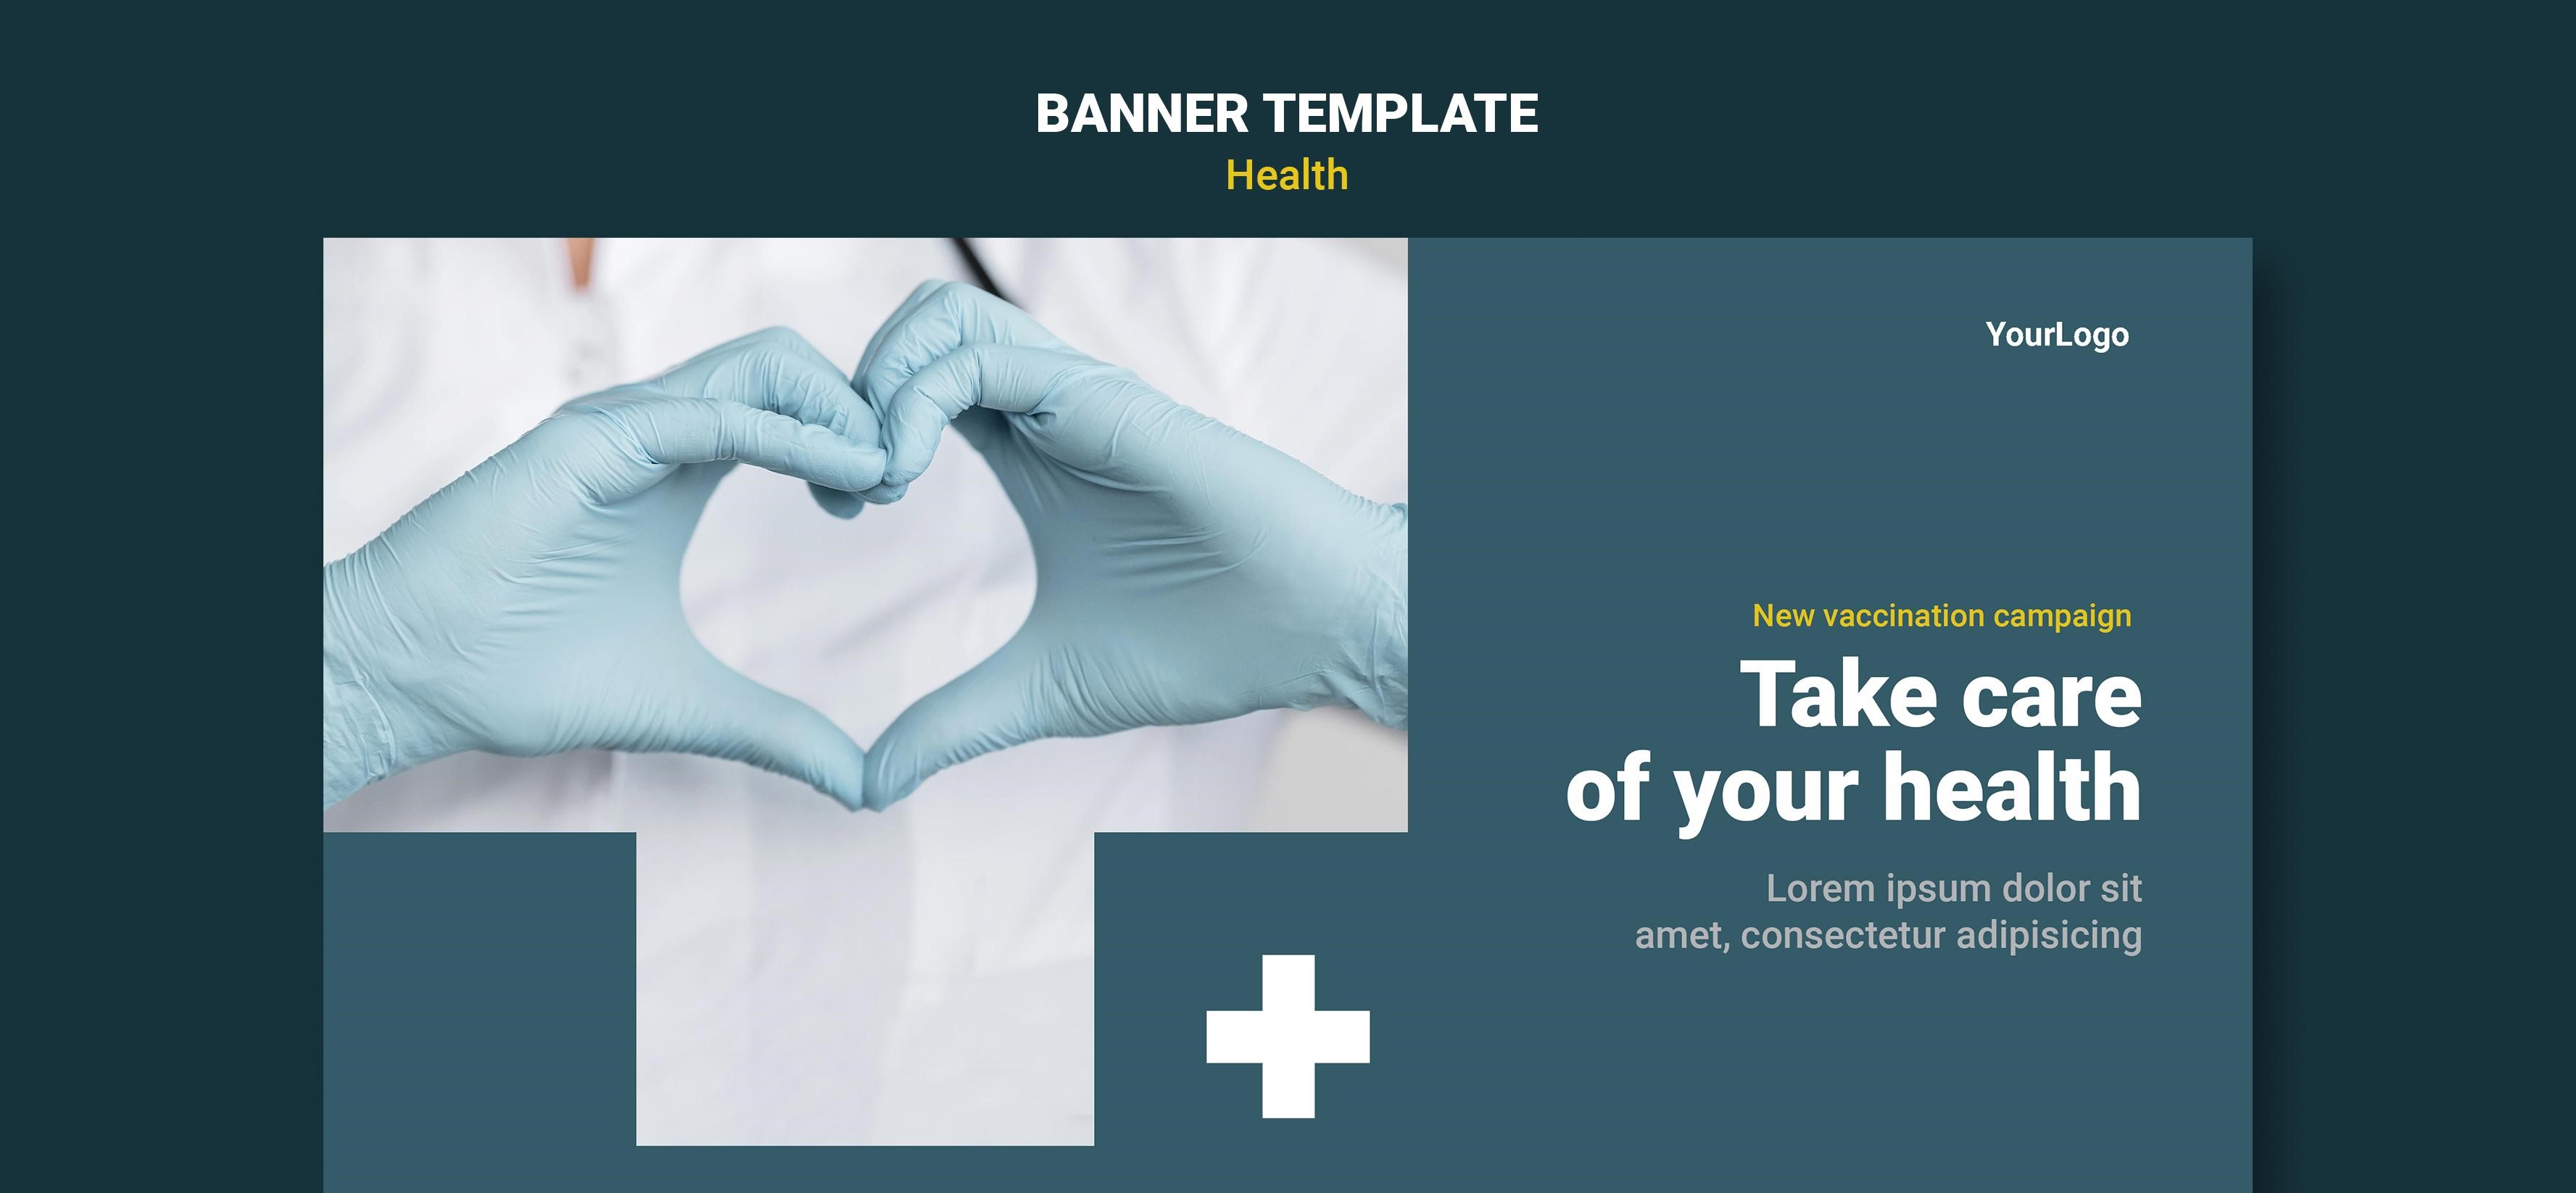 BANNER TEMPLATE
Health
YourLogo
New vaccination campaign
Take care
of your health
Lorem ipsum dolor sit
amet, consectetur adipisicing